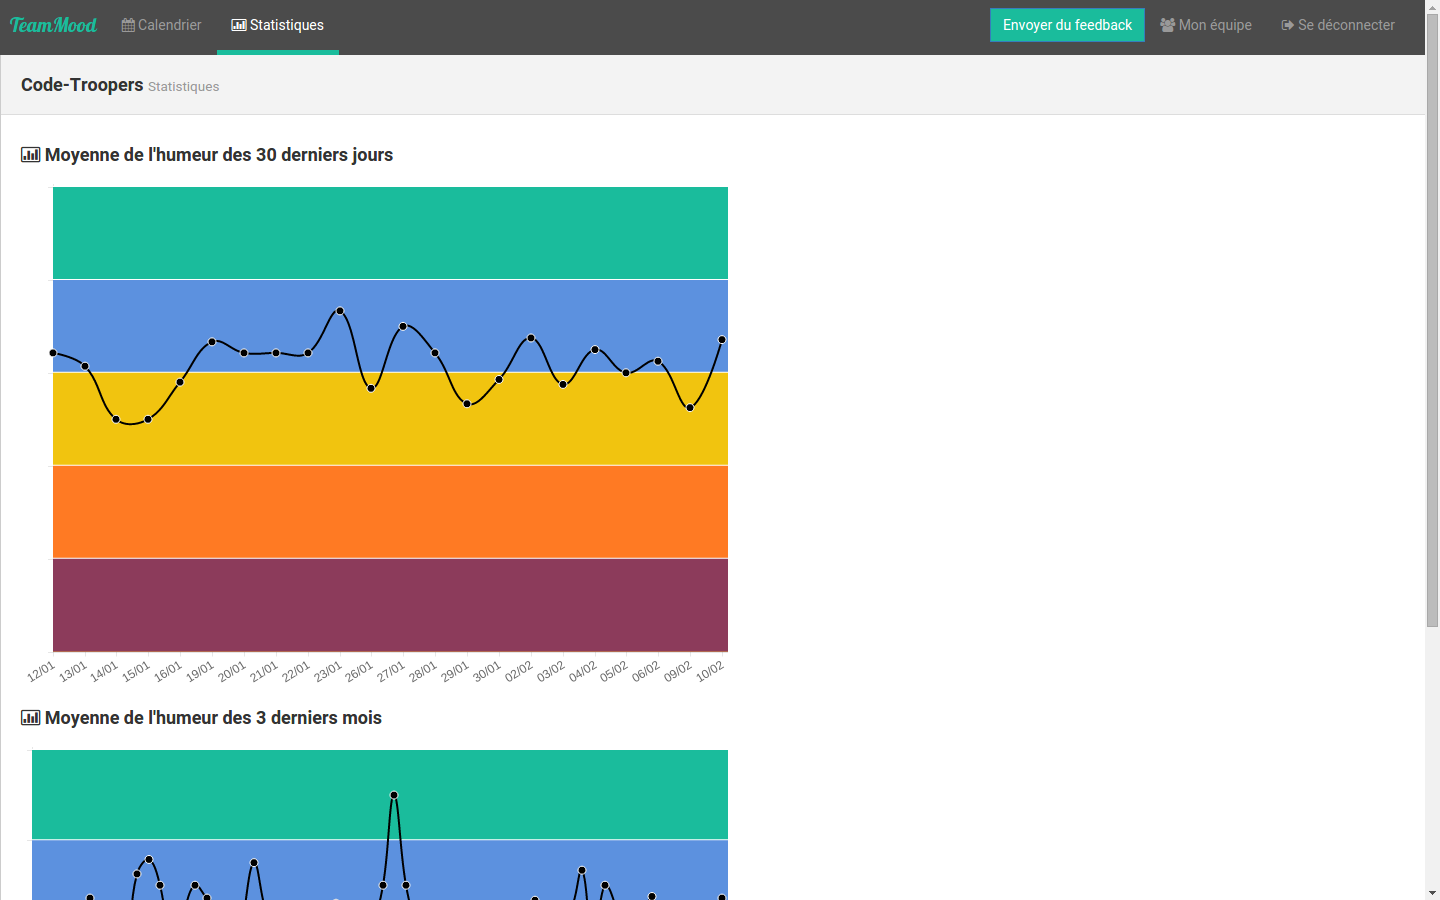 TeamMood Calendrier Statistiques Envoyer du feedback Mon équipe Se déconnecter
Code-Troopers Statistiques
Moyenne de l'humeur des 30 derniers jours
12/01 13/01 14/01 15/01 16/01 19/01 20/01 21/01 22/01 23/01 26/01 27/01 28/01 29/01 30/01 02/02 03/02 04/02 05/02 06/02 09/02 10/02
Moyenne de l'humeur des 3 derniers mois